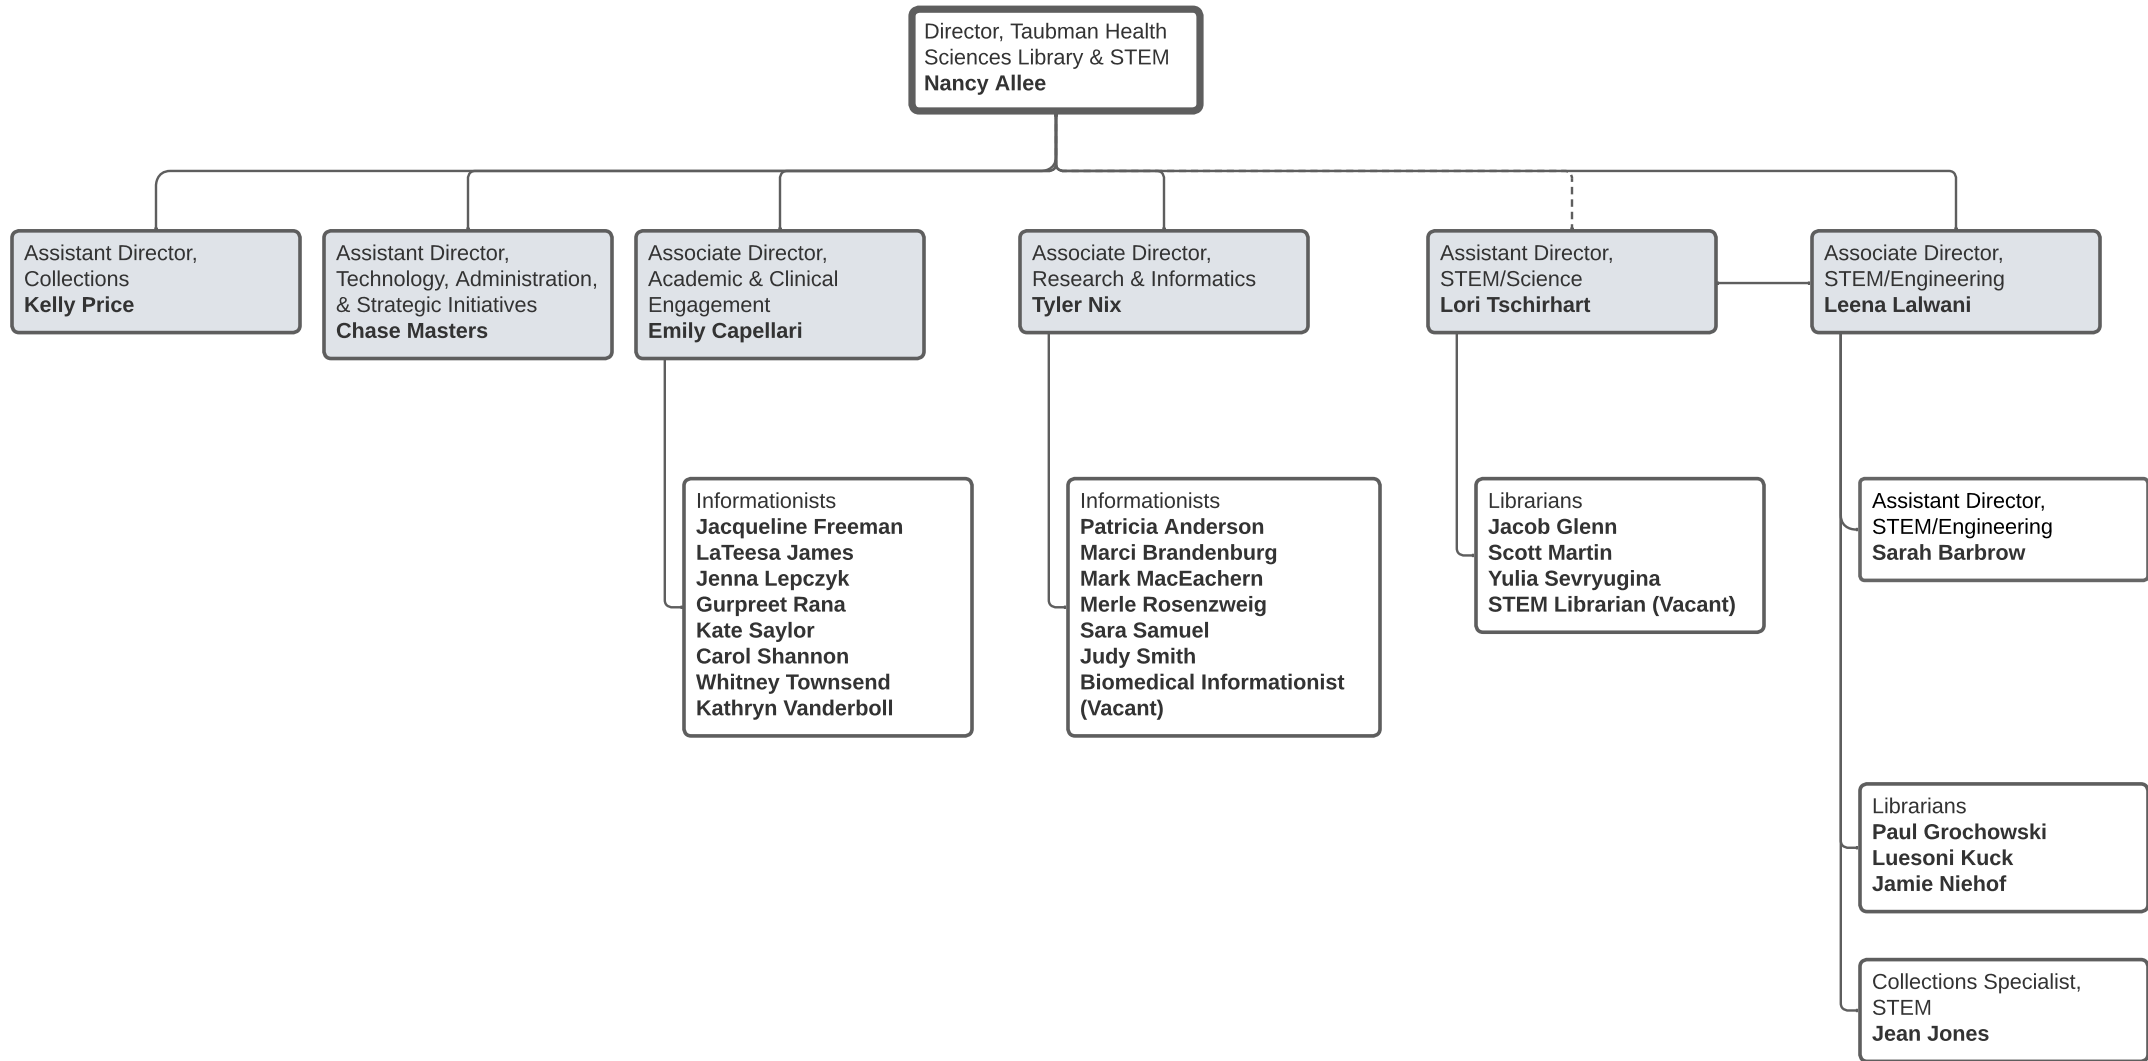 Director, Taubman Health
Sciences Library & STEM
Nancy Allee
Assistant Director,
Collections
Kelly Price
Assistant Director,
Technology, Administration,
& Strategic Initiatives
Chase Masters
Associate Director,
Academic & Clinical
Engagement
Emily Capellari
Associate Director,
Research & Informatics
Tyler Nix
Assistant Director,
STEM/Science
Lori Tschirhart
Associate Director,
STEM/Engineering
Leena Lalwani
Informationists
Jacqueline Freeman
LaTeesa James
Jenna Lepczyk
Gurpreet Rana
Kate Saylor
Carol Shannon
Whitney Townsend
Kathryn Vanderboll
Informationists
Patricia Anderson
Marci Brandenburg
Mark MacEachern
Merle Rosenzweig
Sara Samuel
Judy Smith
Biomedical Informationist
(Vacant)
Librarians
Jacob Glenn
Scott Martin
Yulia Sevryugina
STEM Librarian (Vacant)
Assistant Director,
STEM/Engineering
Sarah Barbrow
Librarians
Paul Grochowski
Luesoni Kuck
Jamie Niehof
Collections Specialist,
STEM
Jean Jones